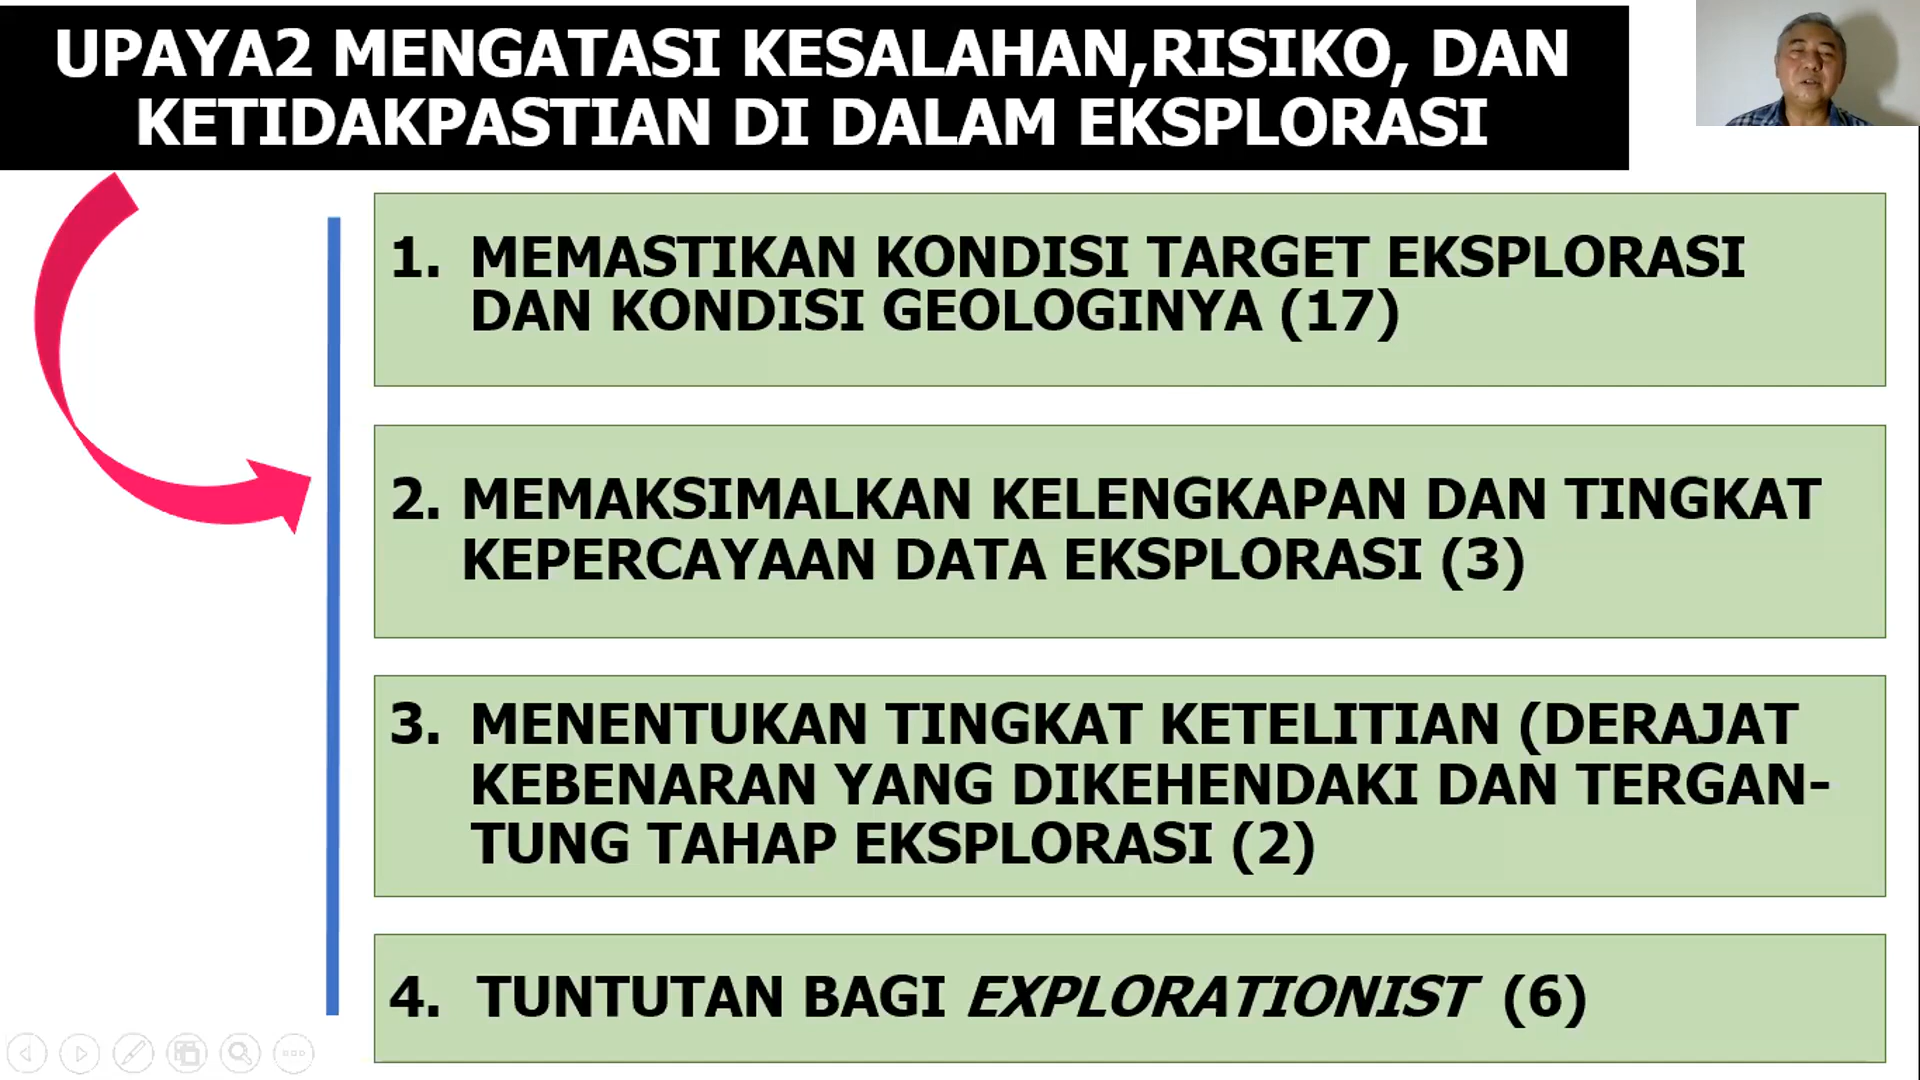 UPAYA2 MENGATASI KESALAHAN,RISIKO, DAN
KETIDAKPASTIAN DI DALAM EKSPLORASI
1. MEMASTIKAN KONDISI TARGET EKSPLORASI
DAN KONDISI GEOLOGINYA (17)
2. MEMAKSIMALKAN KELENGKAPAN DAN TINGKAT
KEPERCAYAAN DATA EKSPLORASI (3)
3. MENENTUKAN TINGKAT KETELITIAN (DERAJAT
KEBENARAN YANG DIKEHENDAKI DAN TERGAN-
TUNG TAHAP EKSPLORASI (2)
4. TUNTUTAN BAGI EXPLORATIONIST (6)